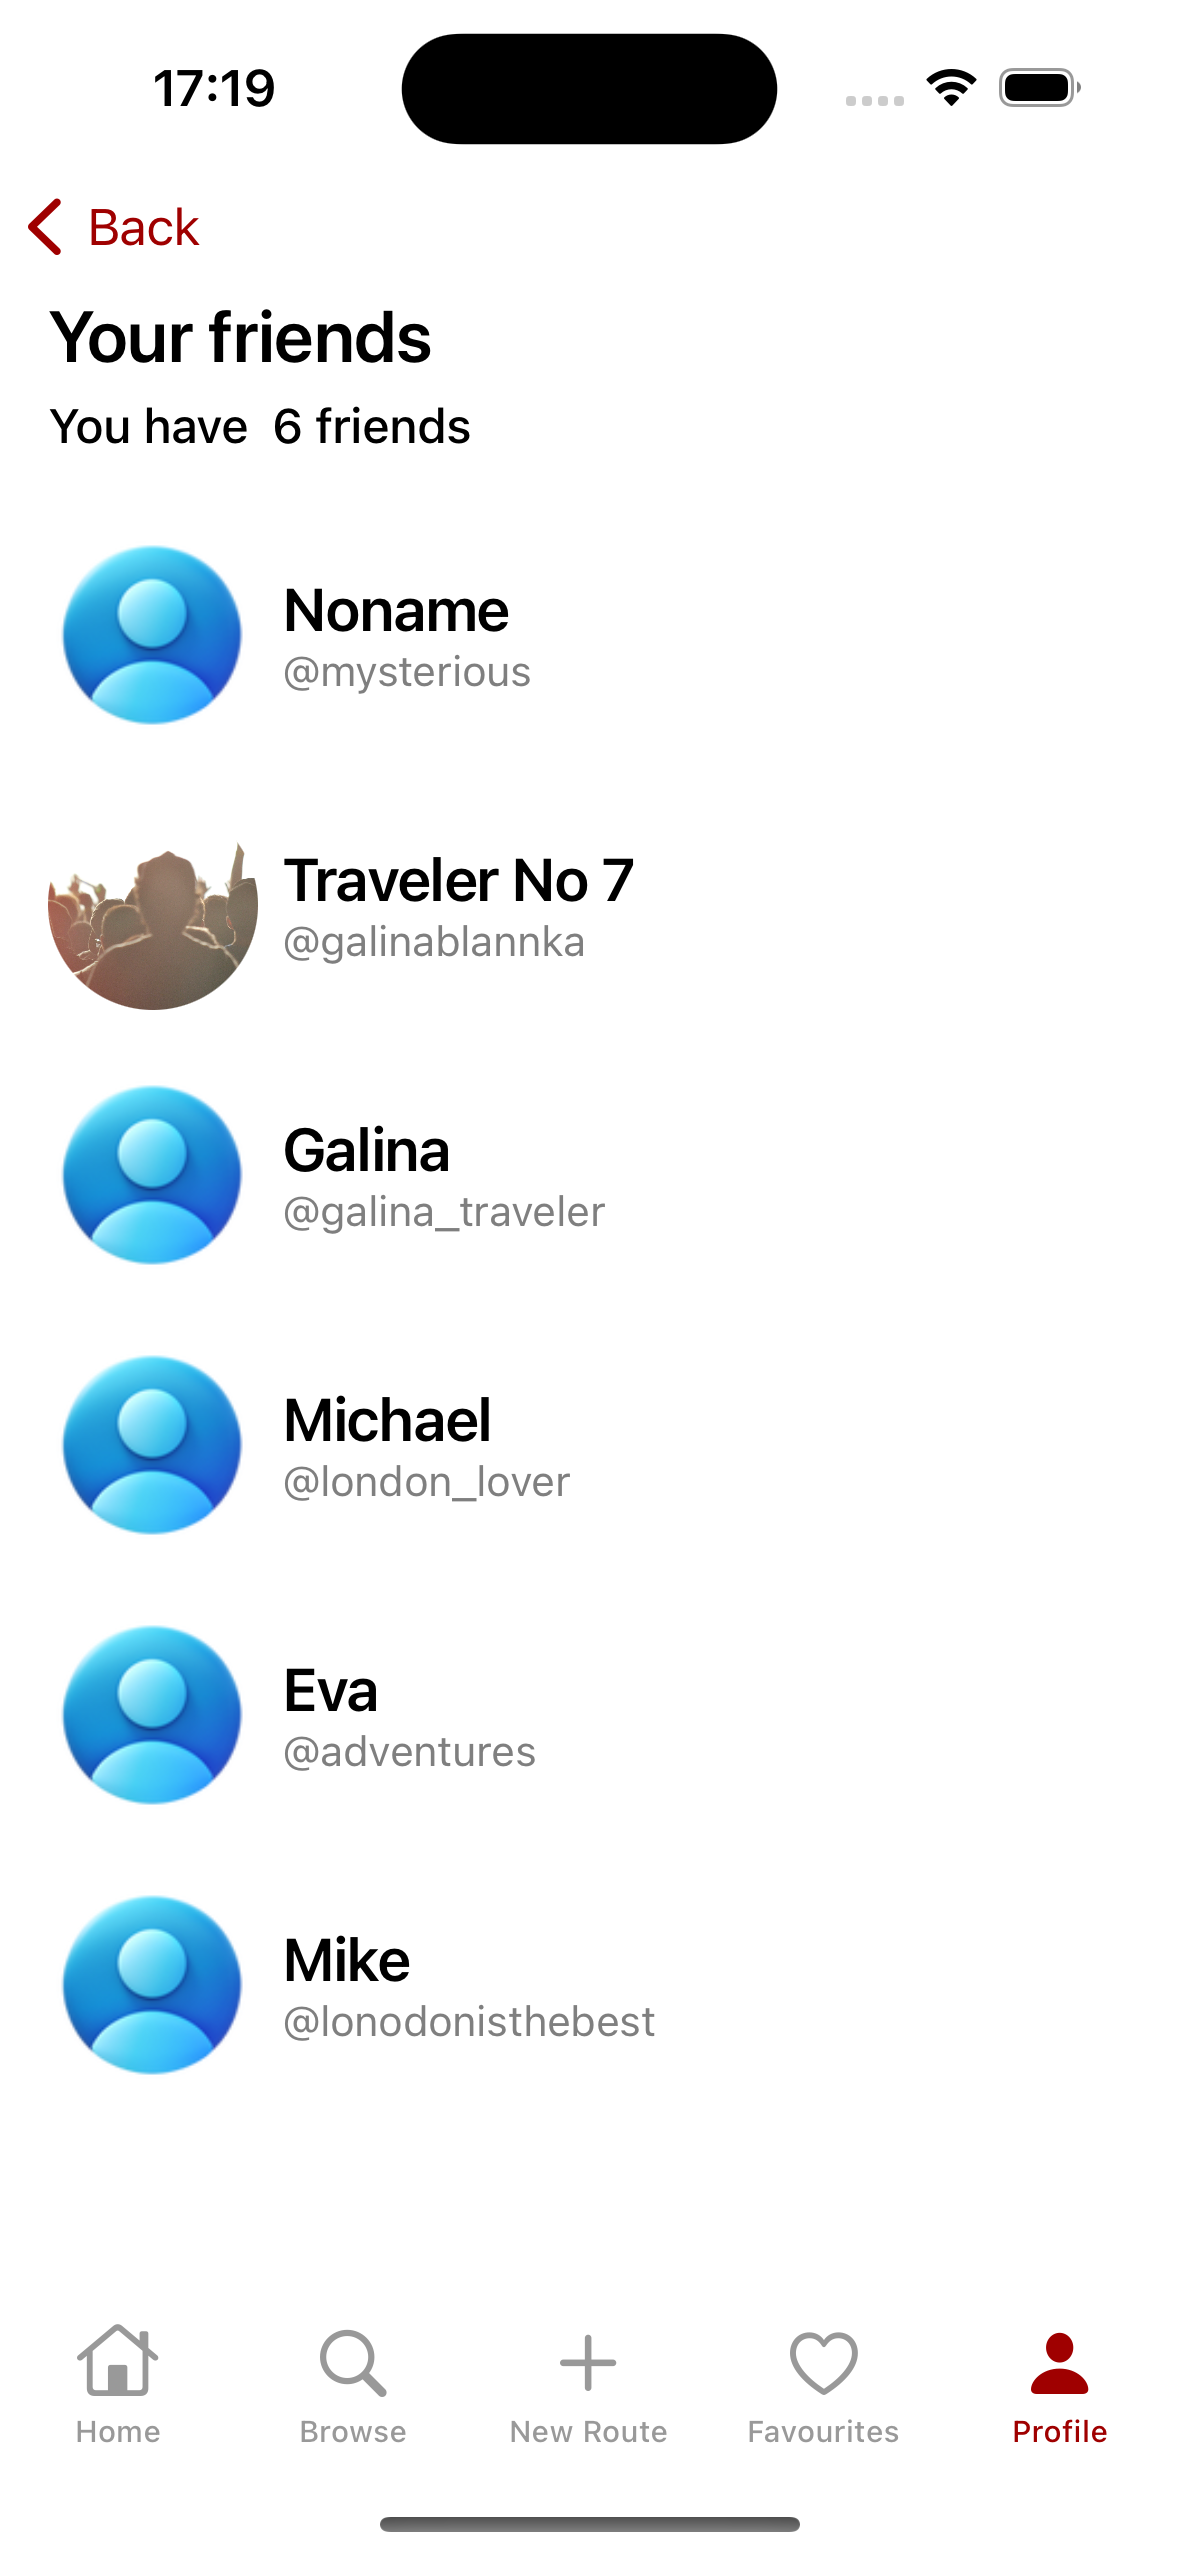 17:19
Back
Your friends
You have  6 friends
Noname
@mysterious
Traveler No 7
@galinablannka
Galina
@galina_traveler
Michael
@london_lover
Eva
@adventures
Mike
@lonodonisthebest
Home Browse New Route Favourites Profile